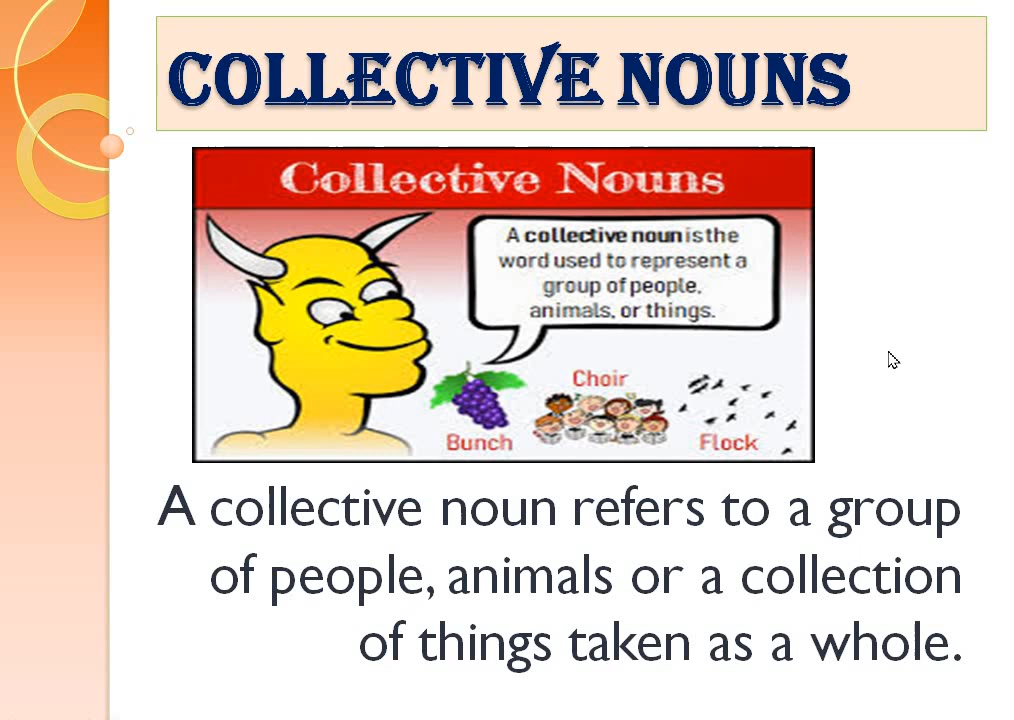 COLLECTIVE NOUNS
Collective Nouns
A collective noun is the
word used to represent a
group of people,
animals, or things.
Choir
Bunch
Flock
A collective noun refers to a group
of people, animals or a collection
of things taken as a whole.